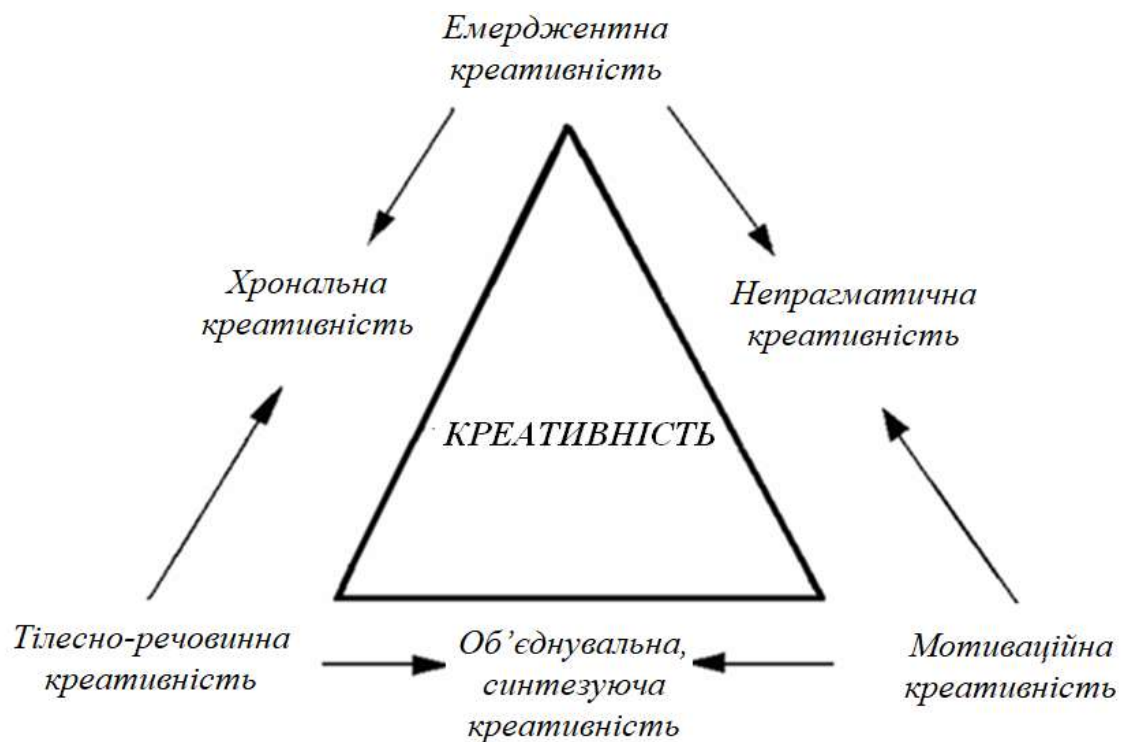 Емерджентна
креативність
Хрональна
креативність
Непрагматична
креативність
КРЕАТИВНІСТЬ
Тілесно-речовинна
креативність
Об’єднувальна,
синтезуюча
креативність
Мотиваційна
креативність